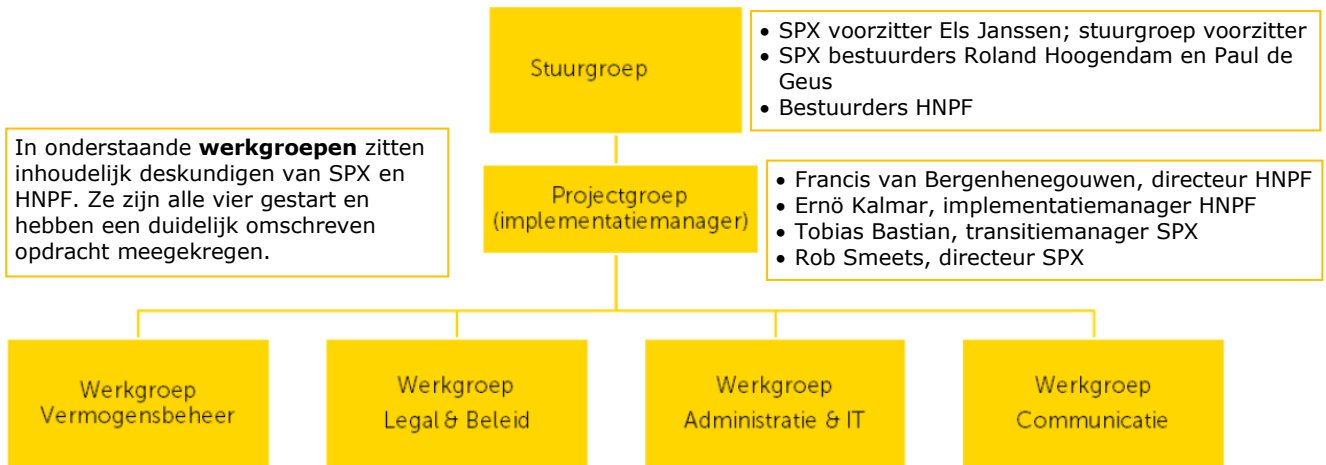 Stuurgroep
• SPX voorzitter Els Janssen; stuurgroep voorzitter
• SPX bestuurders Roland Hoogendam en Paul de
Geus
• Bestuurders HNPF
In onderstaande werkgroepen zitten
inhoudelijk deskundigen van SPX en
HNPF. Ze zijn alle vier gestart en
hebben een duidelijk omschreven
opdracht meegekregen.
Projectgroep
(implementatiemanager)
• Francis van Bergenhenegouwen, directeur HNPF
• Ernö Kalmar, implementatiemanager HNPF
• Tobias Bastian, transitiemanager SPX
• Rob Smeets, directeur SPX
Werkgroep
Vermogensbeheer
Werkgroep
Legal & Beleid
Werkgroep
Administratie & IT
Werkgroep
Communicatie